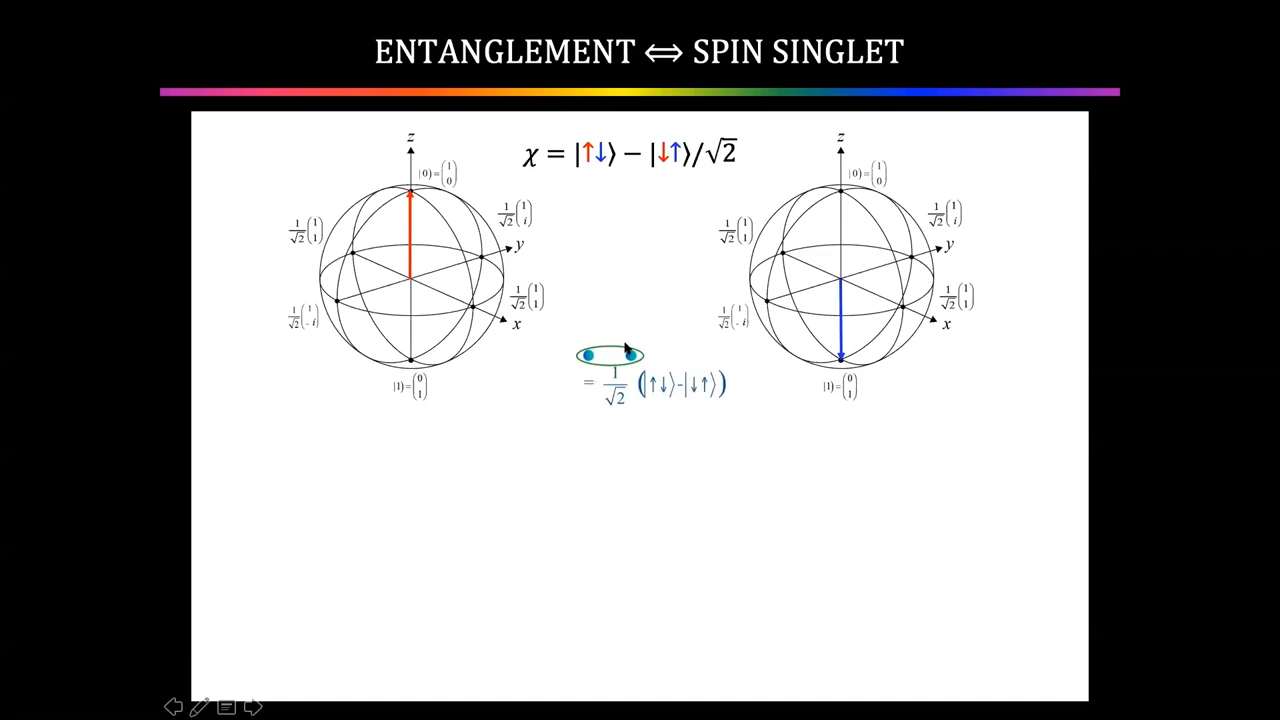 ENTANGLEMENT ⟺ SPIN SINGLET
χ = |↑↓⟩ − |↓↑⟩/√2
z
|0⟩=(1 0)
1/√2 (1 1)
1/√2 (1 i)
y
1/√2 (1 -i)
1/√2 (1 1)
x
|1⟩=(0 1)
z
|0⟩=(1 0)
1/√2 (1 1)
1/√2 (1 i)
y
1/√2 (1 -i)
1/√2 (1 1)
x
|1⟩=(0 1)
= 1/√2 (|↑↓⟩-|↓↑⟩)